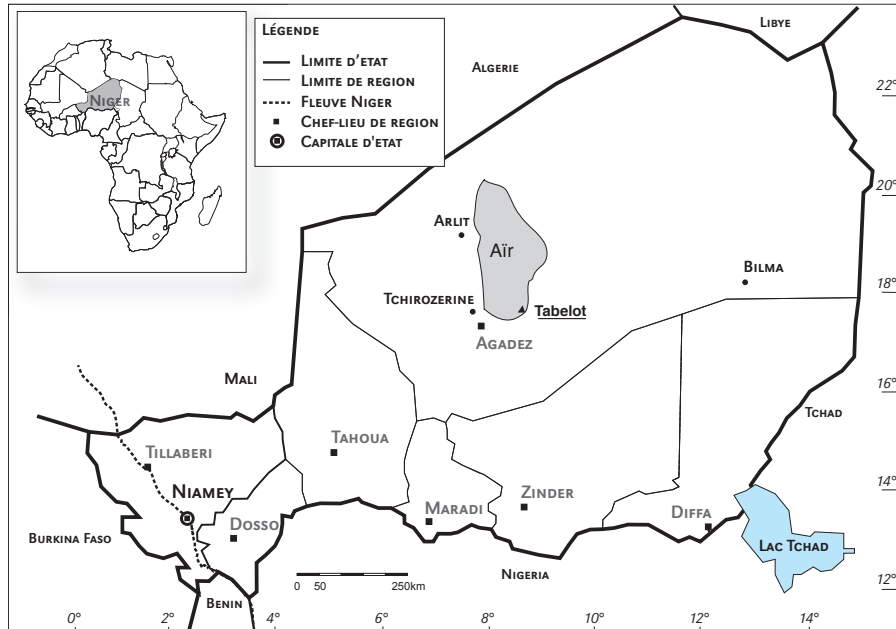 LÉGENDE
LIMITE D'ETAT
LIMITE DE REGION
FLEUVE NIGER
CHEF-LIEU DE REGION
CAPITALE D'ETAT
NIGER
LIBYE
ALGERIE
22°
20°
ARLIT
Aïr
BILMA
18°
TCHIROZERINE
Tabelot
AGADEZ
MALI
16°
TCHAD
TAHOUA
TILLABERI
14°
NIAMEY
ZINDER
MARADI
DIFFA
DOSSO
BURKINA FASO
LAC TCHAD
NIGERIA
0 50 250km
12°
BENIN
0° 2° 4° 6° 8° 10° 12° 14°